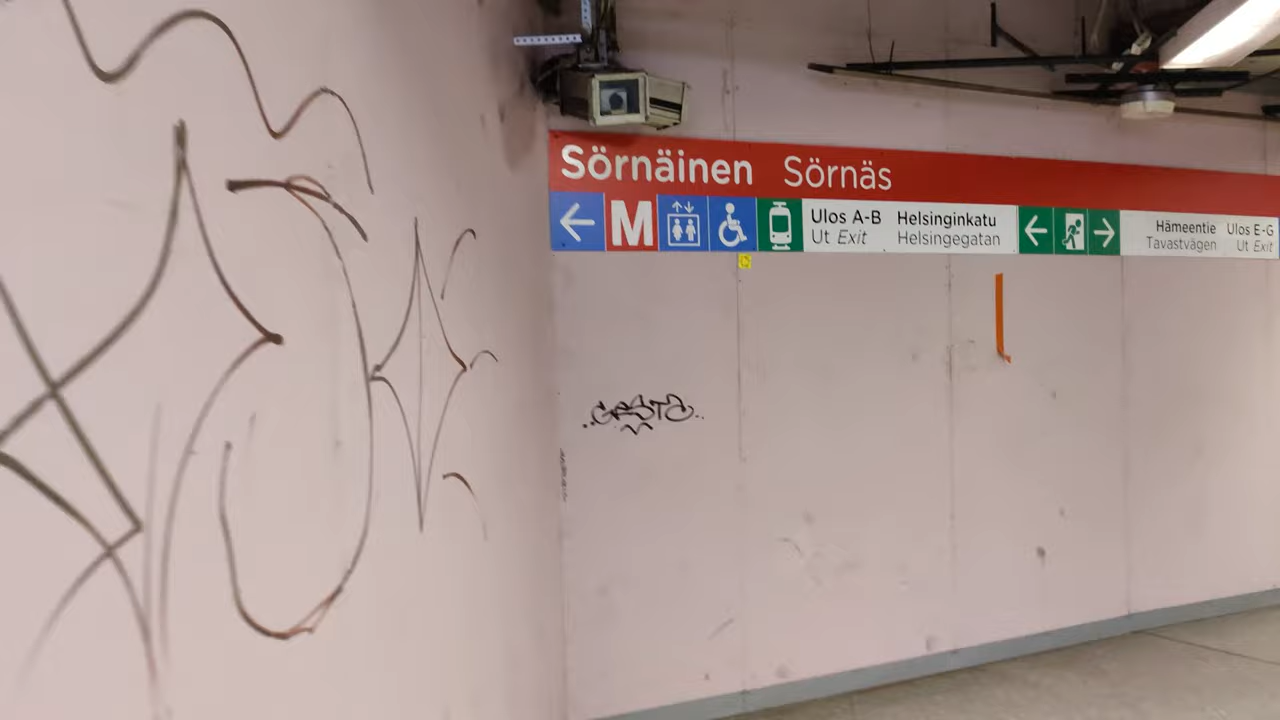 Sörnäinen Sörnäs
M
Ulos A-B Helsinginkatu
Ut Exit Helsingegatan
Hämeentie Ulos E-G
Tavastvägen Ut Exit